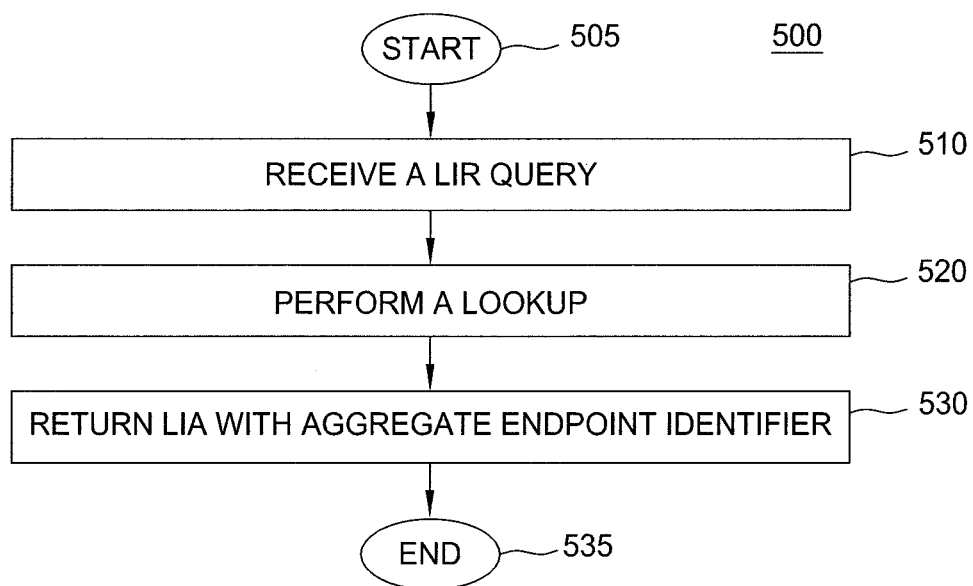 START
505
500
RECEIVE A LIR QUERY
510
PERFORM A LOOKUP
520
RETURN LIA WITH AGGREGATE ENDPOINT IDENTIFIER
530
END
535